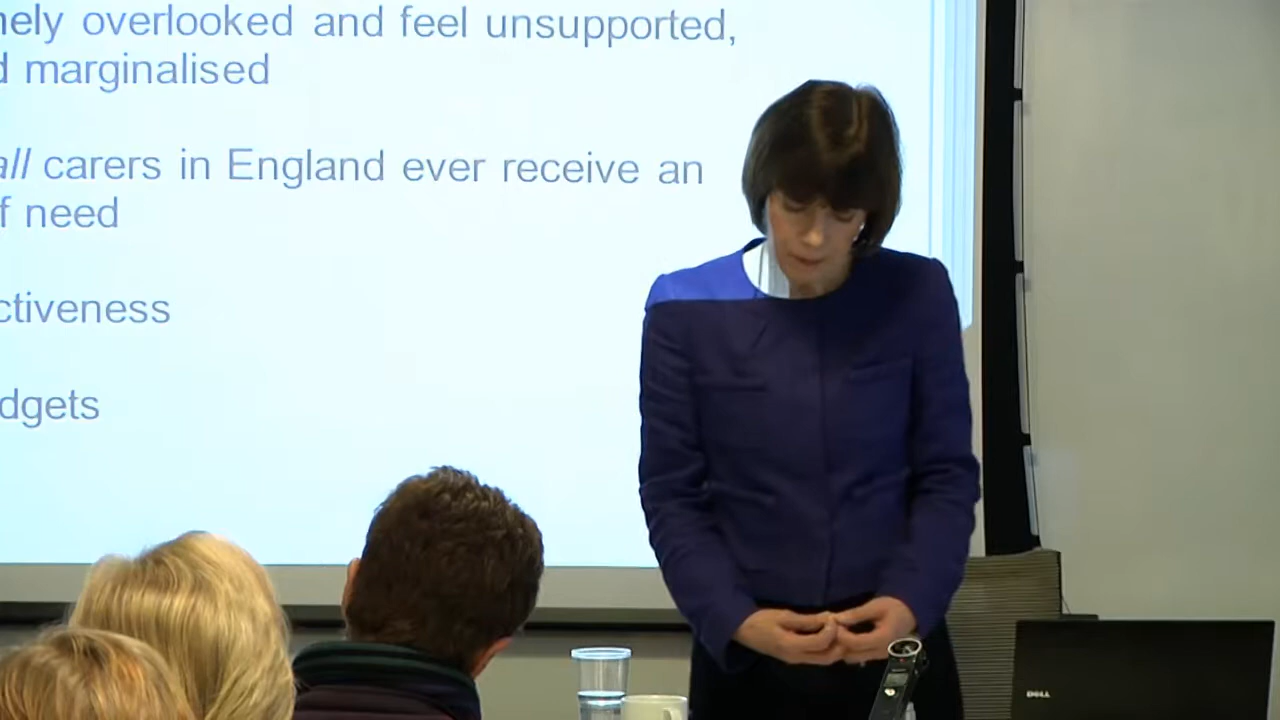 nely overlooked and feel unsupported,
d marginalised
all carers in England ever receive an
f need
ctiveness
dgets
DELL